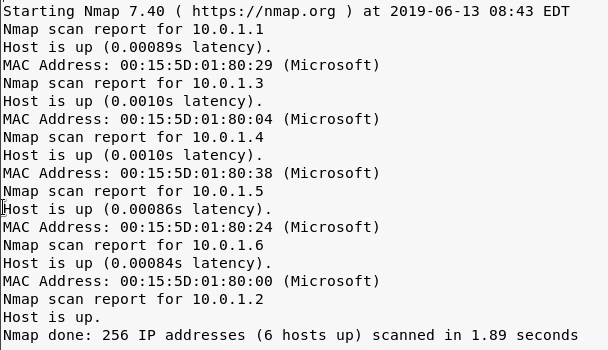 Starting Nmap 7.40 ( https://nmap.org ) at 2019-06-13 08:43 EDT
Nmap scan report for 10.0.1.1
Host is up (0.00089s latency).
MAC Address: 00:15:5D:01:80:29 (Microsoft)
Nmap scan report for 10.0.1.3
Host is up (0.0010s latency).
MAC Address: 00:15:5D:01:80:04 (Microsoft)
Nmap scan report for 10.0.1.4
Host is up (0.0010s latency).
MAC Address: 00:15:5D:01:80:38 (Microsoft)
Nmap scan report for 10.0.1.5
Host is up (0.00086s latency).
MAC Address: 00:15:5D:01:80:24 (Microsoft)
Nmap scan report for 10.0.1.6
Host is up (0.00084s latency).
MAC Address: 00:15:5D:01:80:00 (Microsoft)
Nmap scan report for 10.0.1.2
Host is up.
Nmap done: 256 IP addresses (6 hosts up) scanned in 1.89 seconds